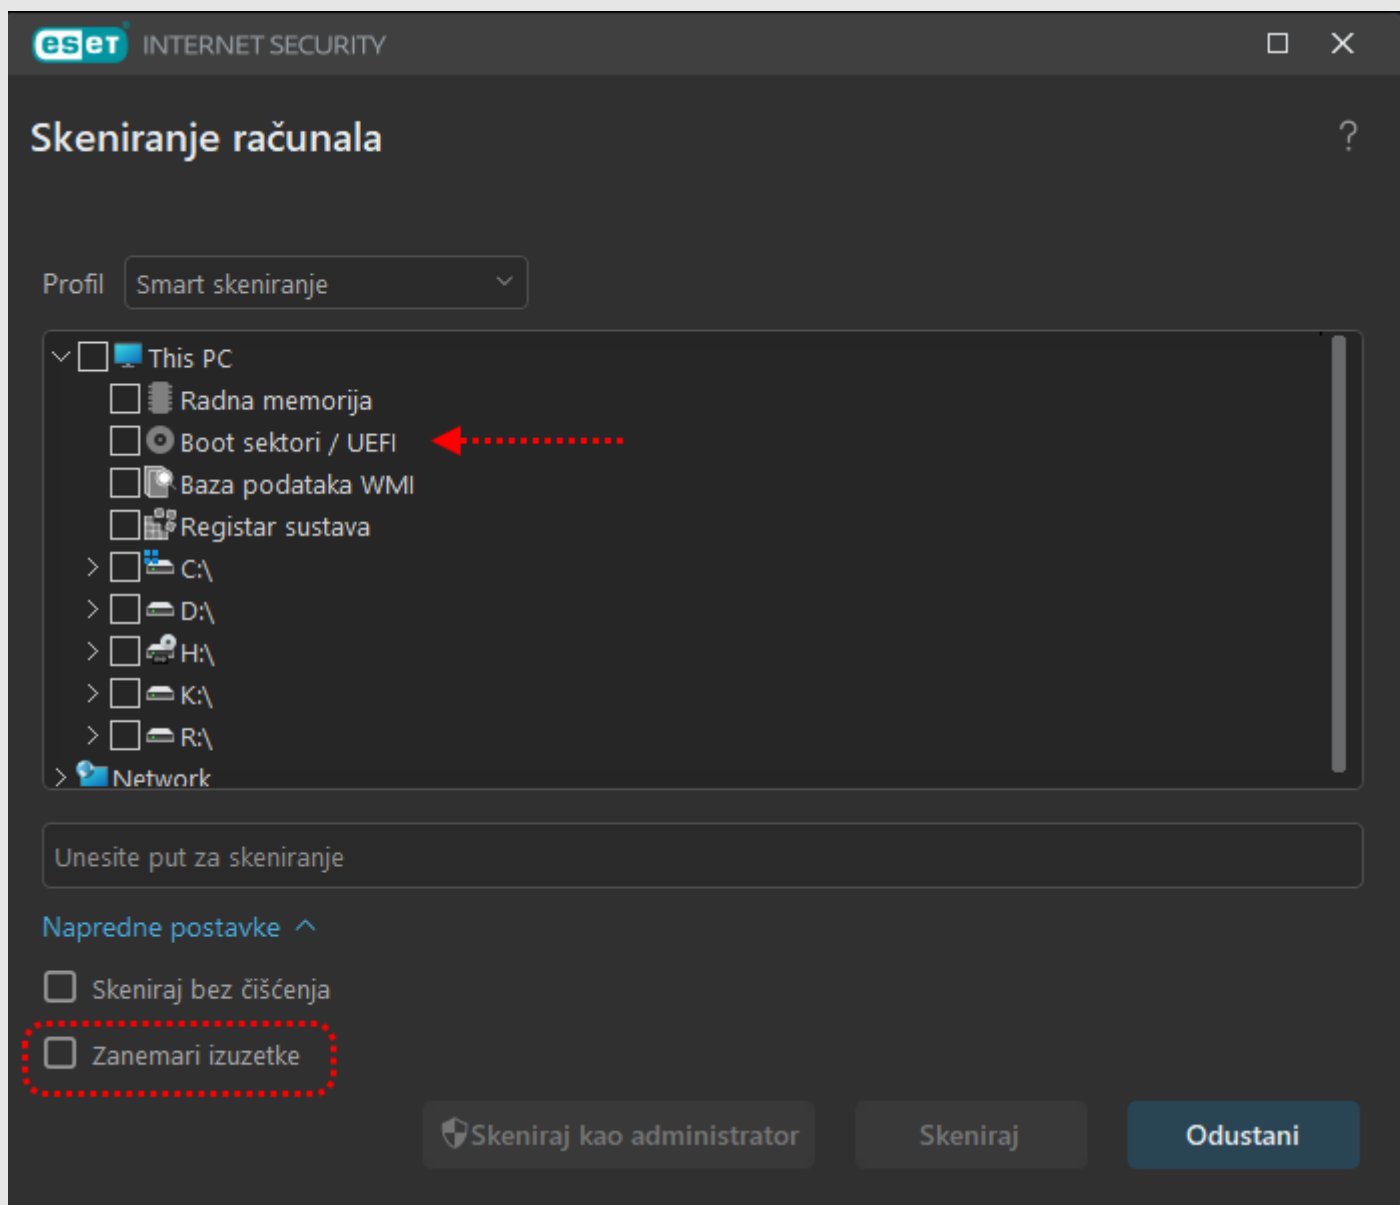 eset INTERNET SECURITY
Skeniranje računala
?
Profil Smart skeniranje
This PC
Radna memorija
Boot sektori / UEFI
Baza podataka WMI
Registar sustava
C:\
D:\
H:\
K:\
R:\
Network
Unesite put za skeniranje
Napredne postavke
Skeniraj bez čišćenja
Zanemari izuzetke
Skeniraj kao administrator Skeniraj Odustani